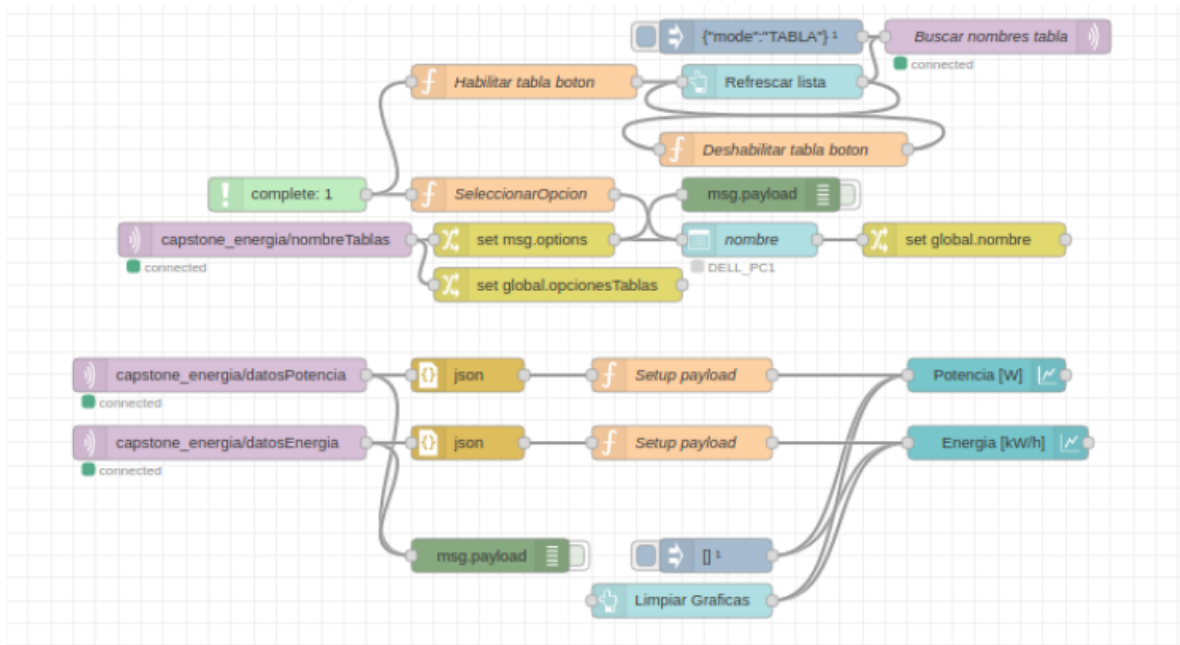 {"mode":"TABLA"} ¹
Buscar nombres tabla
connected
Habilitar tabla boton
Refrescar lista
Deshabilitar tabla boton
complete: 1
SeleccionarOpcion
msg.payload
capstone_energia/nombreTablas
set msg.options
nombre
set global.nombre
connected
DELL_PC1
set global.opcionesTablas
capstone_energia/datosPotencia
json
Setup payload
Potencia [W]
connected
capstone_energia/datosEnergia
json
Setup payload
Energia [kW/h]
connected
msg.payload
[] ¹
Limpiar Graficas